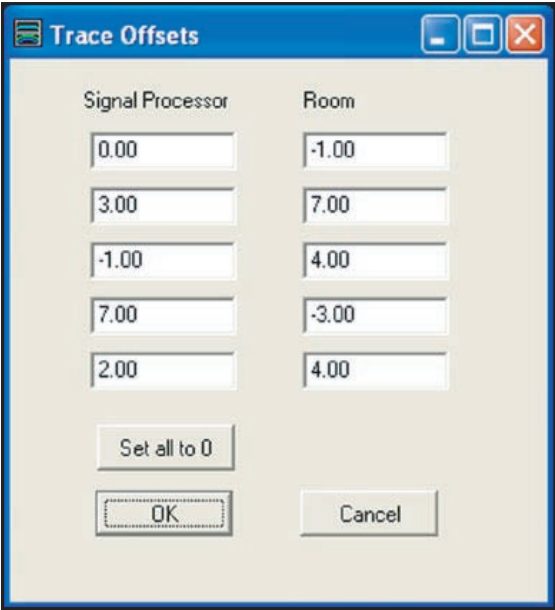 Trace Offsets
Signal Processor Room
0.00 -1.00
3.00 7.00
-1.00 4.00
7.00 -3.00
2.00 4.00
Set all to 0
OK Cancel